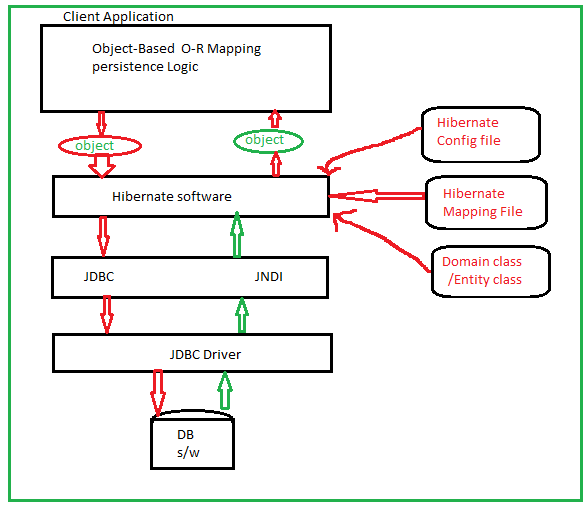 Client Application
Object-Based O-R Mapping
persistence Logic
object
object
Hibernate
Config file
Hibernate software
Hibernate
Mapping File
Domain class
/Entity class
JDBC
JNDI
JDBC Driver
DB
s/w